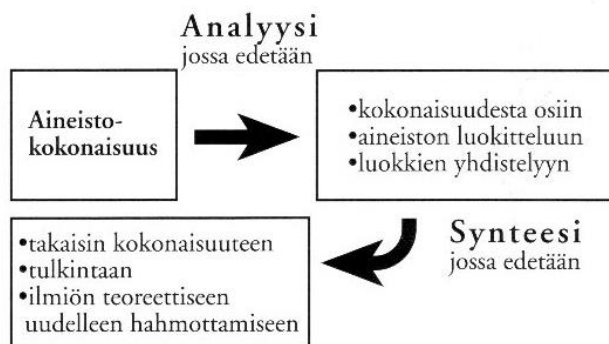 Analyysi
jossa edetään
Aineisto-
kokonaisuus
•kokonaisuudesta osiin
•aineiston luokitteluun
•luokkien yhdistelyyn
Synteesi
jossa edetään
•takaisin kokonaisuuteen
•tulkintaan
•ilmiön teoreettiseen
uudelleen hahmottamiseen